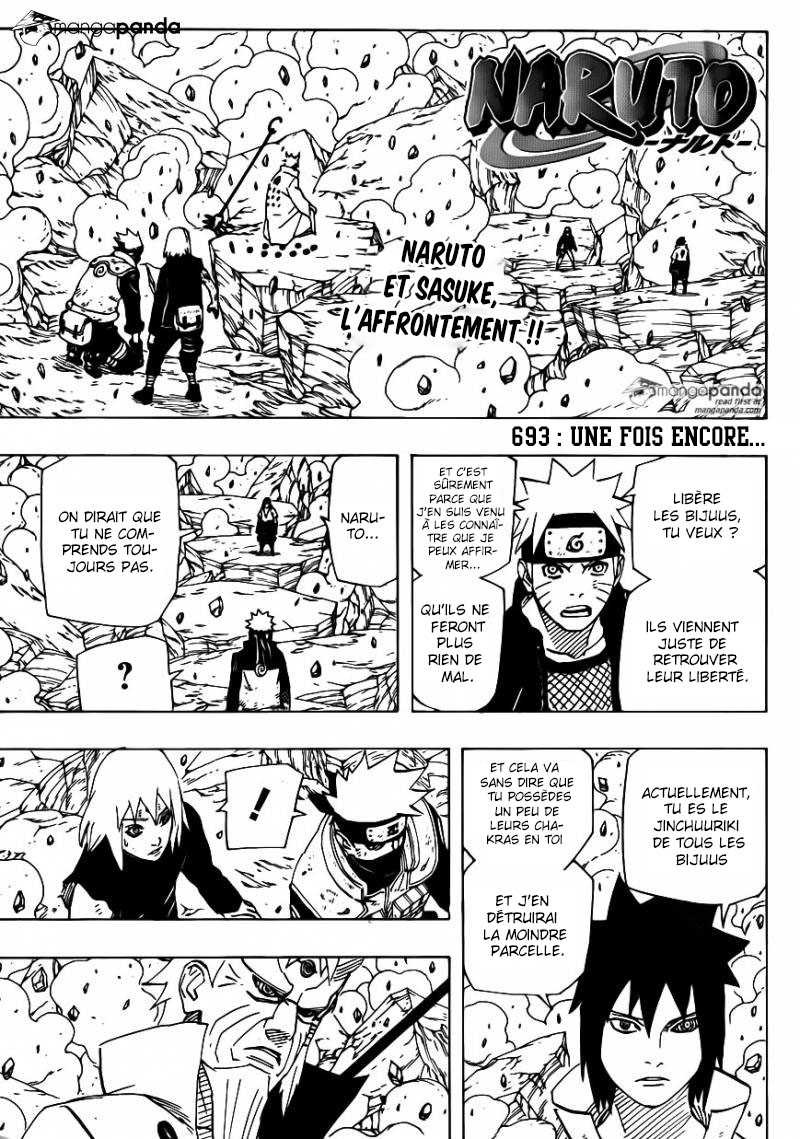 mangapanda
NARUTO
-ナルト-
NARUTO
ET SASUKE,
L'AFFRONTEMENT !!
mangapanda
read first at
mangapanda.com
693 : UNE FOIS ENCORE...
LIBÈRE
LES BIJUUS,
TU VEUX ?
ILS VIENNENT
JUSTE DE
RETROUVER
LEUR LIBERTÉ.
ET C'EST
SÛREMENT
PARCE QUE
J'EN SUIS VENU
À LES CONNAÎ-
TRE QUE JE
PEUX AFFIR-
MER...
QU'ILS NE
FERONT
PLUS
RIEN DE
MAL.
NARU-
TO...
ON DIRAIT QUE
TU NE COM-
PRENDS TOU-
JOURS PAS.
?
ACTUELLEMENT,
TU ES LE
JINCHUURIKI
DE TOUS LES
BIJUUS
ET CELA VA
SANS DIRE QUE
TU POSSÈDES
UN PEU DE
LEURS CHA-
KRAS EN TOI
ET J'EN
DÉTRUIRAI
LA MOINDRE
PARCELLE.
!